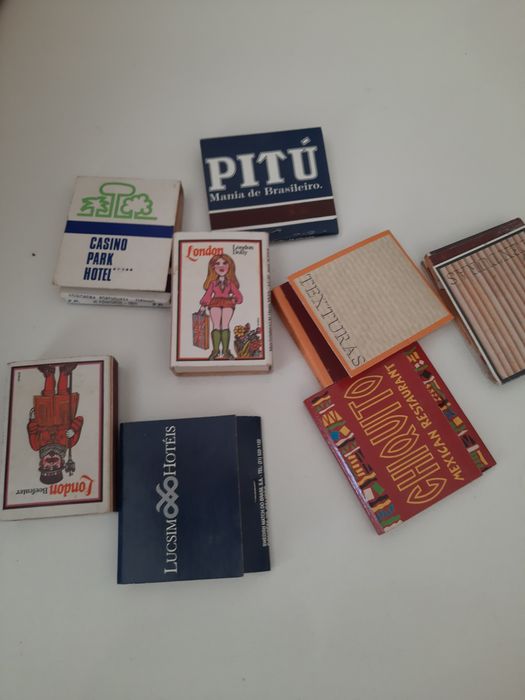 PITÚ
Mania de Brasileiro.
CASINO
PARK
HOTEL
London
London
Dolly
TEXTURAS
CHIQUITO
MEXICAN RESTAURANT
London
Beefeater
LUCSIM HOTÉIS